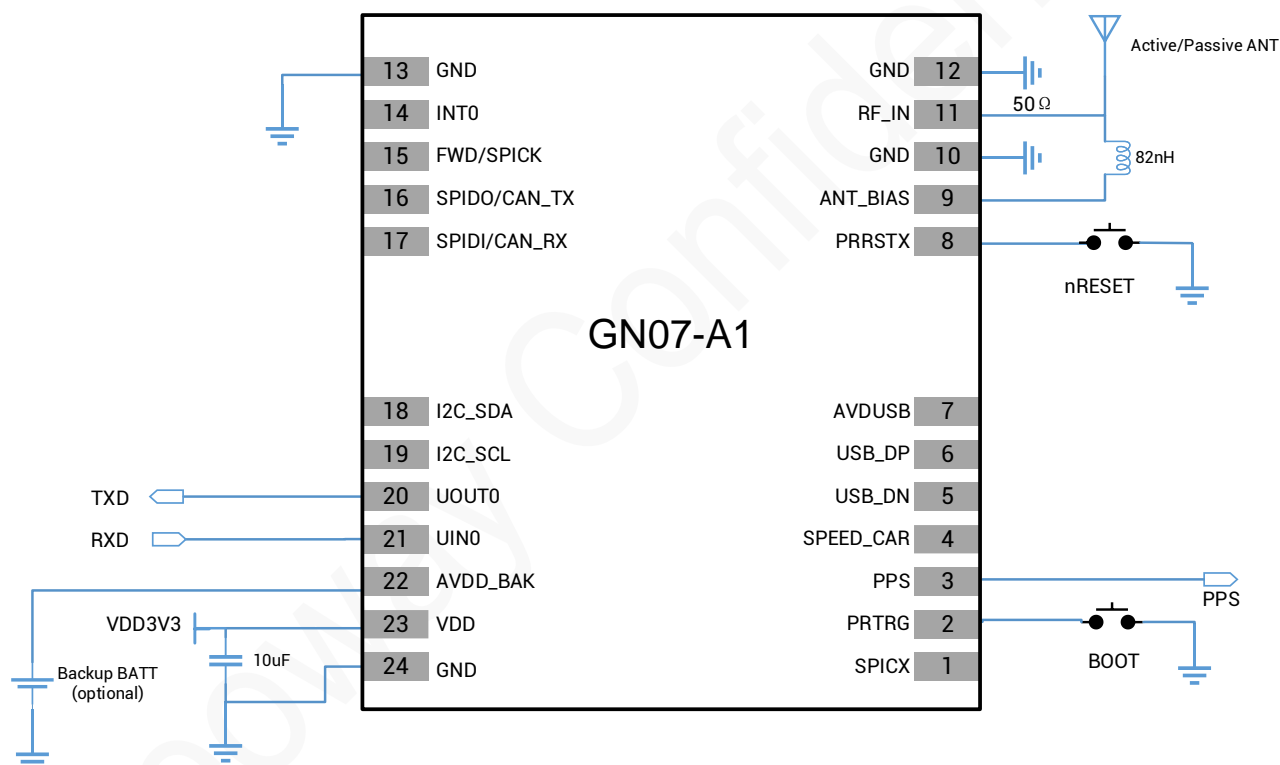 Active/Passive ANT
13 GND
GND 12
14 INT0
50Ω
RF_IN 11
15 FWD/SPICK
GND 10
82nH
16 SPIDO/CAN_TX
ANT_BIAS 9
17 SPIDI/CAN_RX
PRRSTX 8
nRESET
GN07-A1
18 I2C_SDA
AVDUSB 7
19 I2C_SCL
USB_DP 6
TXD
20 UOUT0
USB_DN 5
RXD
21 UIN0
SPEED_CAR 4
22 AVDD_BAK
PPS 3
PPS
VDD3V3
23 VDD
PRTRG 2
BOOT
10uF
24 GND
SPICX 1
Backup BATT
(optional)
Confiden